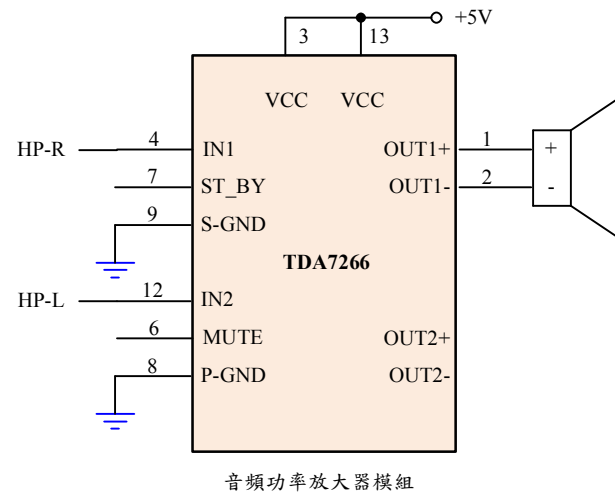 +5V
3 13
VCC VCC
HP-R 4 IN1 OUT1+ 1 +
7 ST_BY OUT1- 2 -
9 S-GND
TDA7266
HP-L 12 IN2
6 MUTE OUT2+
8 P-GND OUT2-
音頻功率放大器模組